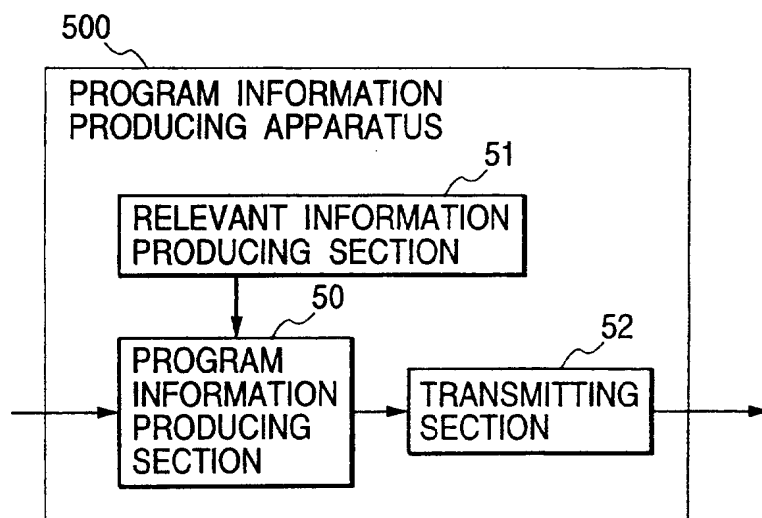 500
PROGRAM INFORMATION
PRODUCING APPARATUS
51
RELEVANT INFORMATION
PRODUCING SECTION
50
PROGRAM
INFORMATION
PRODUCING
SECTION
52
TRANSMITTING
SECTION